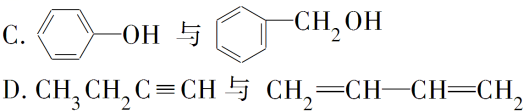 C. —OH 与 —CH₂OH
D. CH₃CH₂C≡CH 与 CH₂=CH—CH=CH₂